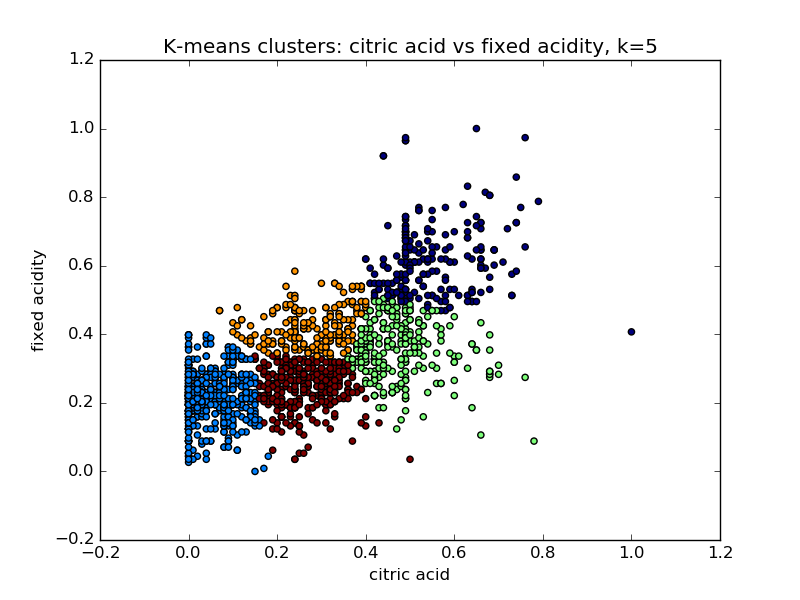 K-means clusters: citric acid vs fixed acidity, k=5
1.2
1.0
0.8
0.6
0.4
0.2
0.0
−0.2
fixed acidity
−0.2 0.0 0.2 0.4 0.6 0.8 1.0 1.2
citric acid